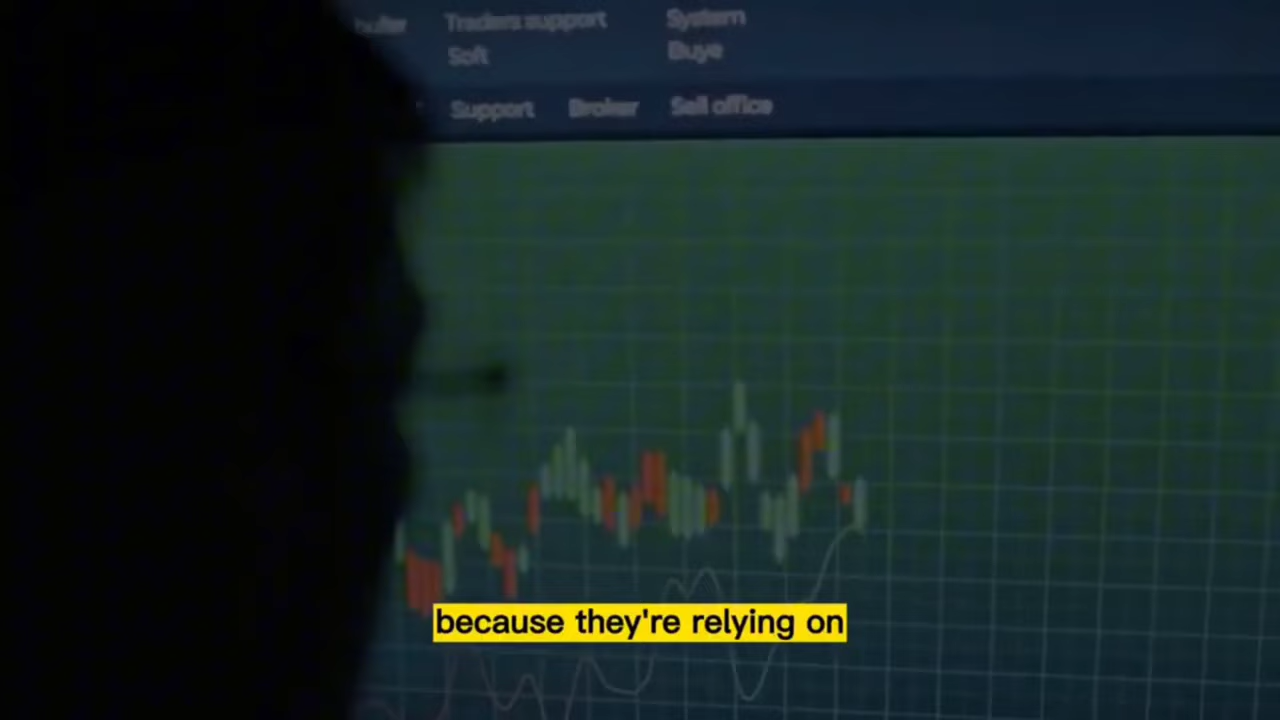 Traders support System
Soft Buye
Support Broker Sell office
because they're relying on